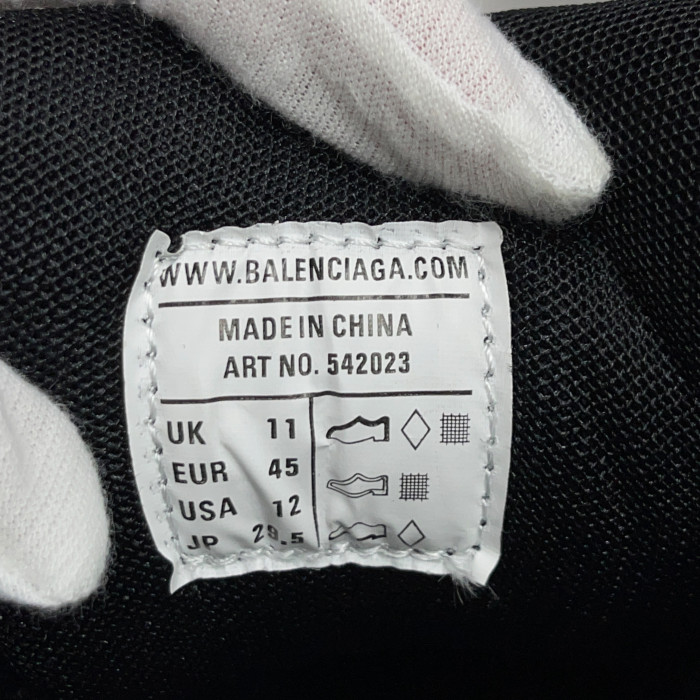 WWW.BALENCIAGA.COM
MADE IN CHINA
ART NO. 542023
UK 11
EUR 45
USA 12
JP 29.5